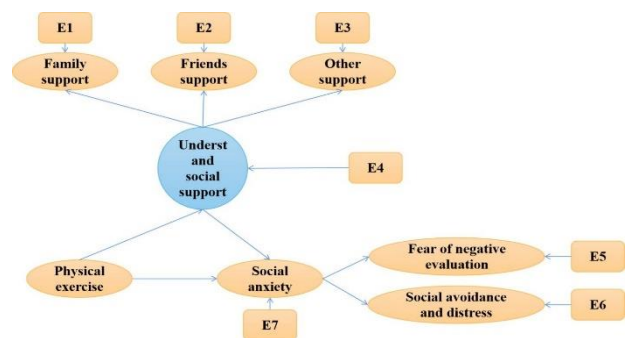 E1
E2
E3
Family
support
Friends
support
Other
support
Underst
and
social
support
E4
Physical
exercise
Social
anxiety
Fear of negative
evaluation
E5
Social avoidance
and distress
E6
E7